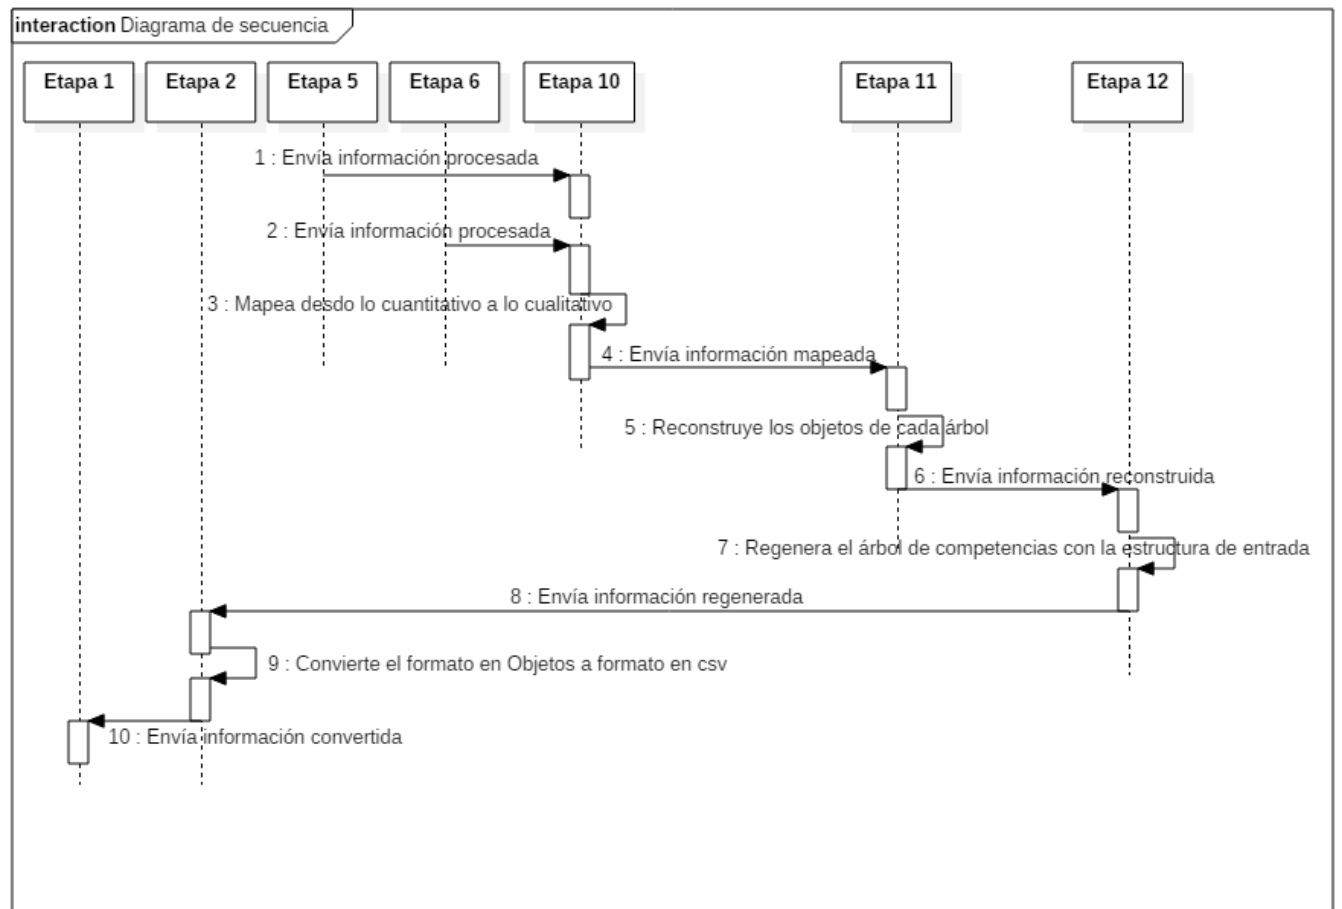 interaction Diagrama de secuencia
Etapa 1
Etapa 2
Etapa 5
Etapa 6
Etapa 10
Etapa 11
Etapa 12
1 : Envía información procesada
2 : Envía información procesada
3 : Mapea desdo lo cuantitativo a lo cualitativo
4 : Envía información mapeada
5 : Reconstruye los objetos de cada árbol
6 : Envía información reconstruida
7 : Regenera el árbol de competencias con la estructura de entrada
8 : Envía información regenerada
9 : Convierte el formato en Objetos a formato en csv
10 : Envía información convertida